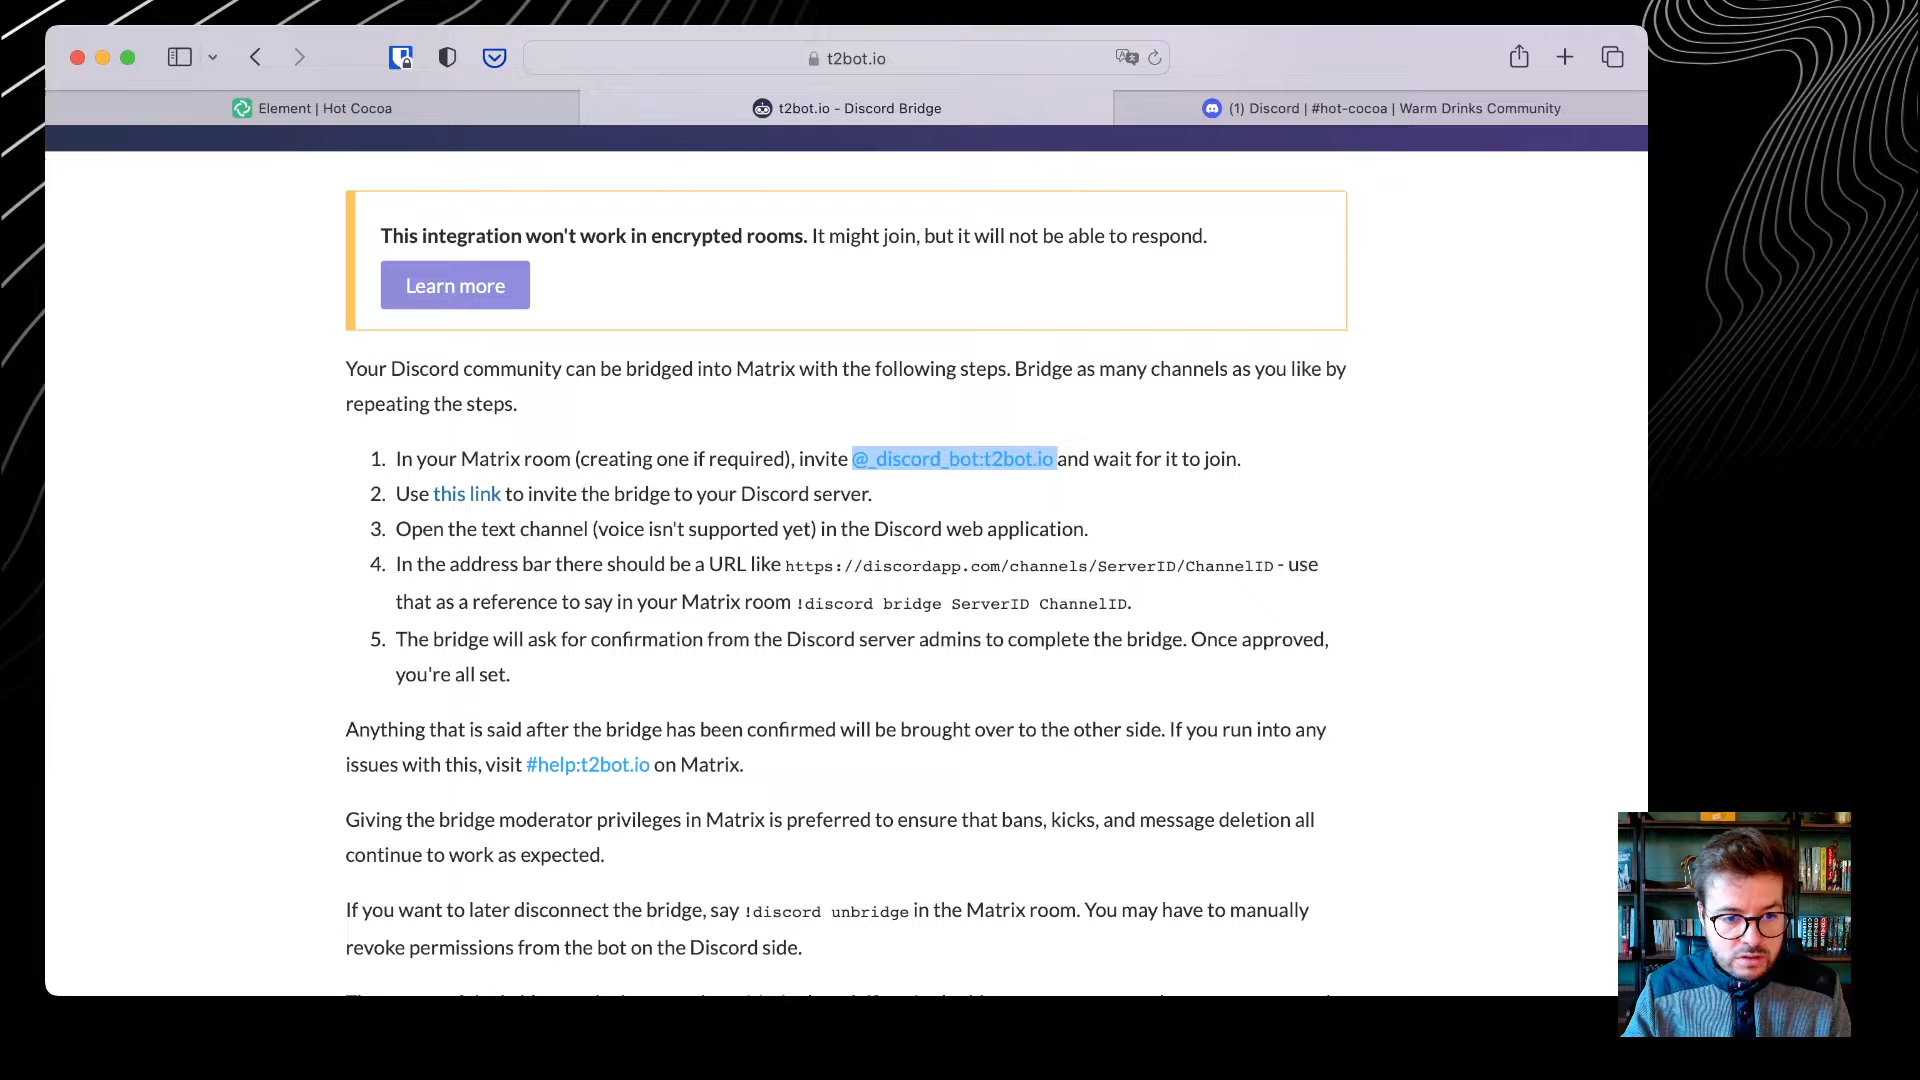 t2bot.io
Element | Hot Cocoa
t2bot.io - Discord Bridge
(1) Discord | #hot-cocoa | Warm Drinks Community
This integration won't work in encrypted rooms. It might join, but it will not be able to respond.
Learn more
Your Discord community can be bridged into Matrix with the following steps. Bridge as many channels as you like by
repeating the steps.
1. In your Matrix room (creating one if required), invite @_discord_bot:t2bot.io and wait for it to join.
2. Use this link to invite the bridge to your Discord server.
3. Open the text channel (voice isn't supported yet) in the Discord web application.
4. In the address bar there should be a URL like https://discordapp.com/channels/ServerID/ChannelID - use
that as a reference to say in your Matrix room !discord bridge ServerID ChannelID.
5. The bridge will ask for confirmation from the Discord server admins to complete the bridge. Once approved,
you're all set.
Anything that is said after the bridge has been confirmed will be brought over to the other side. If you run into any
issues with this, visit #help:t2bot.io on Matrix.
Giving the bridge moderator privileges in Matrix is preferred to ensure that bans, kicks, and message deletion all
continue to work as expected.
If you want to later disconnect the bridge, say !discord unbridge in the Matrix room. You may have to manually
revoke permissions from the bot on the Discord side.